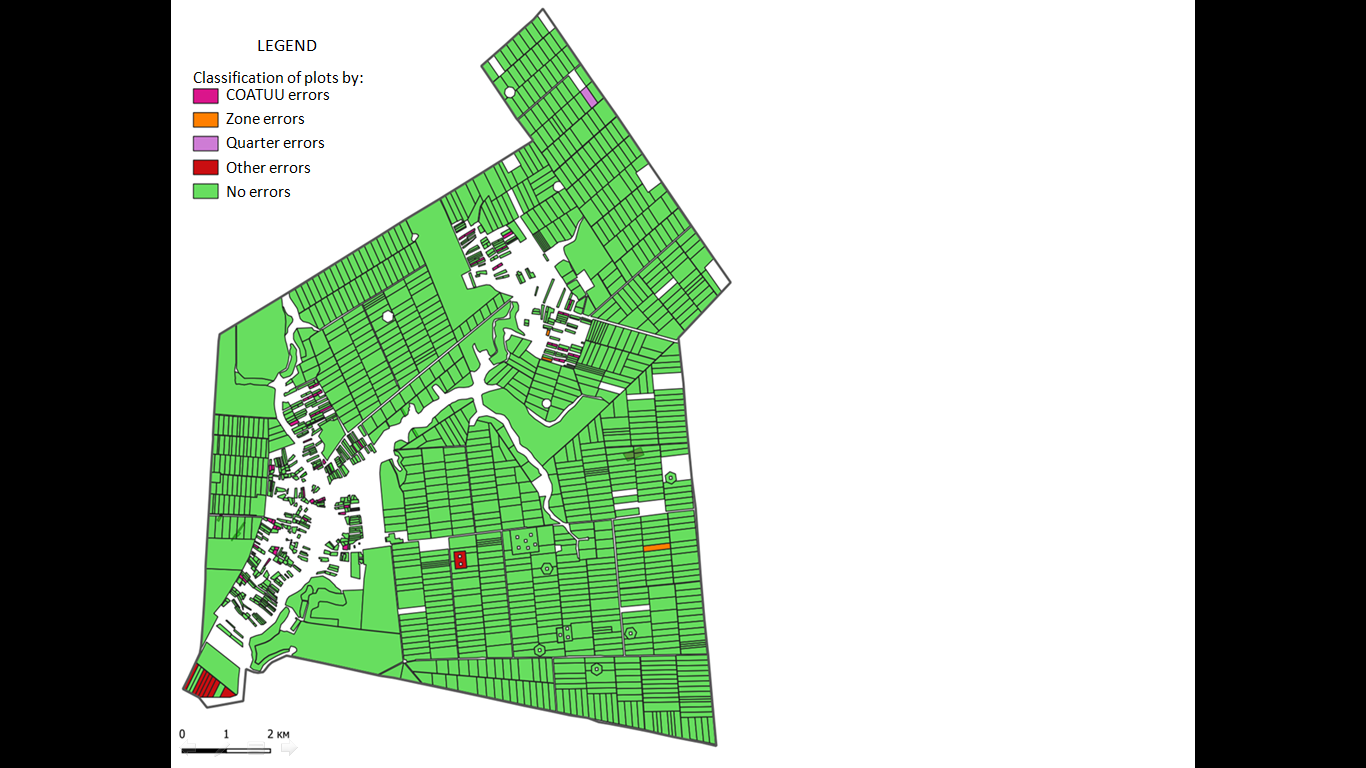 LEGEND
Classification of plots by:
COATUU errors
Zone errors
Quarter errors
Other errors
No errors
0 1 2 км